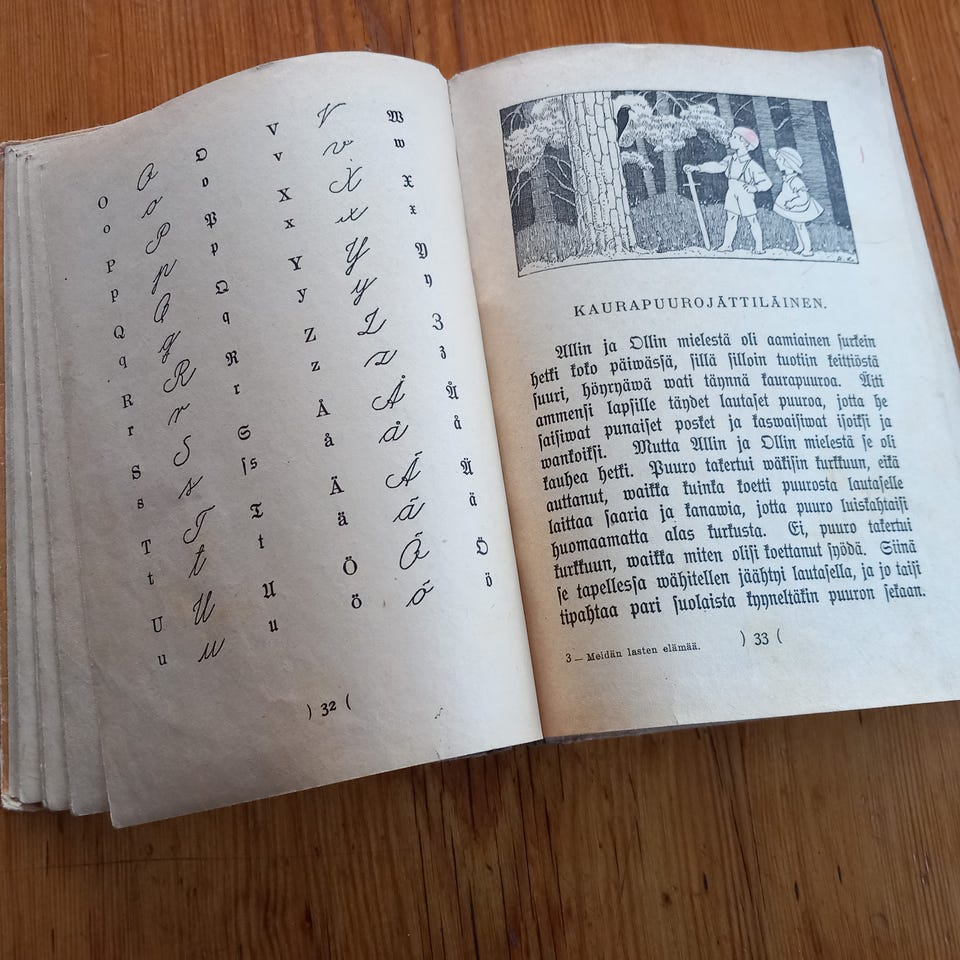 O O O V V W
o o o v v w
P P P X X X
p p p x x x
Q Q Q Y Y Y
q q q y y y
R R R Z Z Z
r r r z z z
S S S Å Å Å
s s ſs å å å
T T T Ä Ä Ä
t t t ä ä ä
U U U Ö Ö Ö
u u u ö ö ö
) 32 (
KAURAPUUROJÄTTILÄINEN.
Allin ja Ollin mielestä oli aamiainen surkein
hetki koko päiwässä, sillä silloin tuotiin keittiöstä
suuri, höyryäwä wati täynnä kaurapuuroa. Äiti
ammensi lapsille täydet lautaset puuroa, jotta he
saisiwat punaiset posket ja kaswaisiwat isoiksi ja
wankoiksi. Mutta Allin ja Ollin mielestä se oli
kauhea hetki. Puuro takertui wäkisin kurkkuun, eikä
auttanut, waikka kuinka koetti puurosta lautaselle
laittaa saaria ja kanawia, jotta puuro luiskahtaisi
huomaamatta alas kurkusta. Ei, puuro takertui
kurkkuun, waikka miten olisi koettanut syödä. Siinä
se tapellessa wähitellen jäähtyi lautasella, ja jo taisi
tipahtaa pari suolaista kyyneltäkin puuron sekaan.
3 — Meidän lasten elämää.
) 33 (